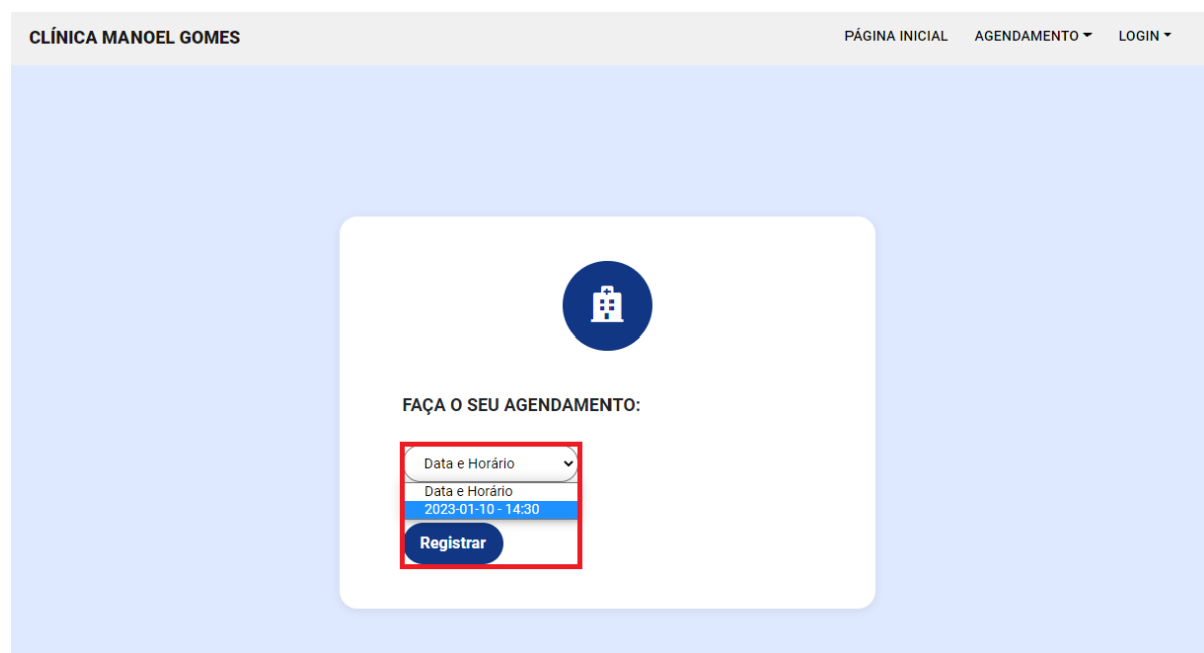 CLÍNICA MANOEL GOMES
PÁGINA INICIAL AGENDAMENTO LOGIN
FAÇA O SEU AGENDAMENTO:
Data e Horário
Data e Horário
2023-01-10 - 14:30
Registrar